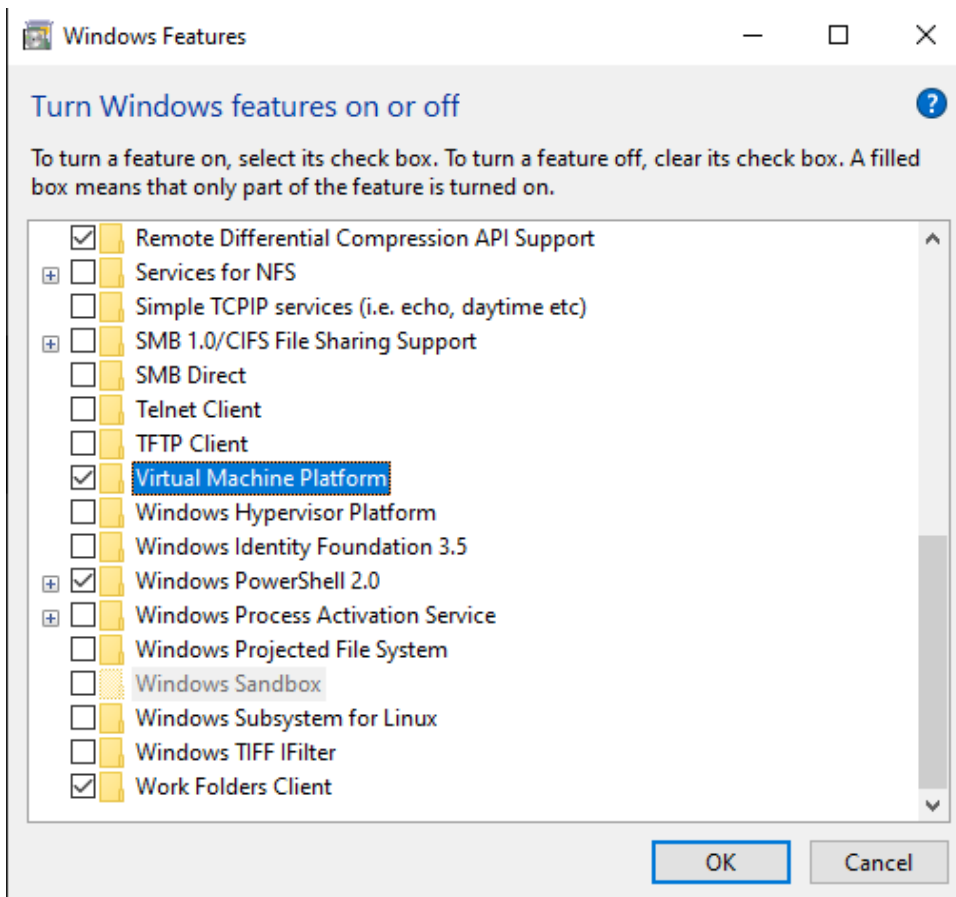 Windows Features
Turn Windows features on or off
To turn a feature on, select its check box. To turn a feature off, clear its check box. A filled
box means that only part of the feature is turned on.
Remote Differential Compression API Support
Services for NFS
Simple TCPIP services (i.e. echo, daytime etc)
SMB 1.0/CIFS File Sharing Support
SMB Direct
Telnet Client
TFTP Client
Virtual Machine Platform
Windows Hypervisor Platform
Windows Identity Foundation 3.5
Windows PowerShell 2.0
Windows Process Activation Service
Windows Projected File System
Windows Sandbox
Windows Subsystem for Linux
Windows TIFF IFilter
Work Folders Client
OK Cancel